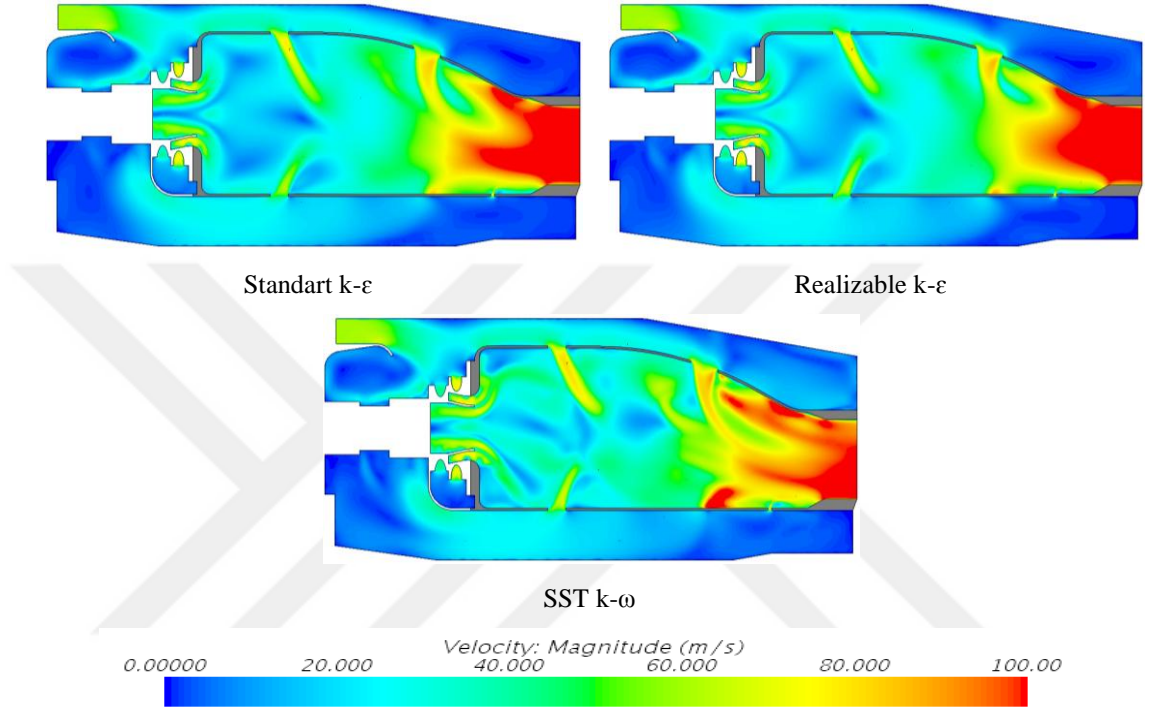 Standart k-ε
Realizable k-ε
SST k-ω
Velocity: Magnitude (m/s)
0.00000 20.000 40.000 60.000 80.000 100.00